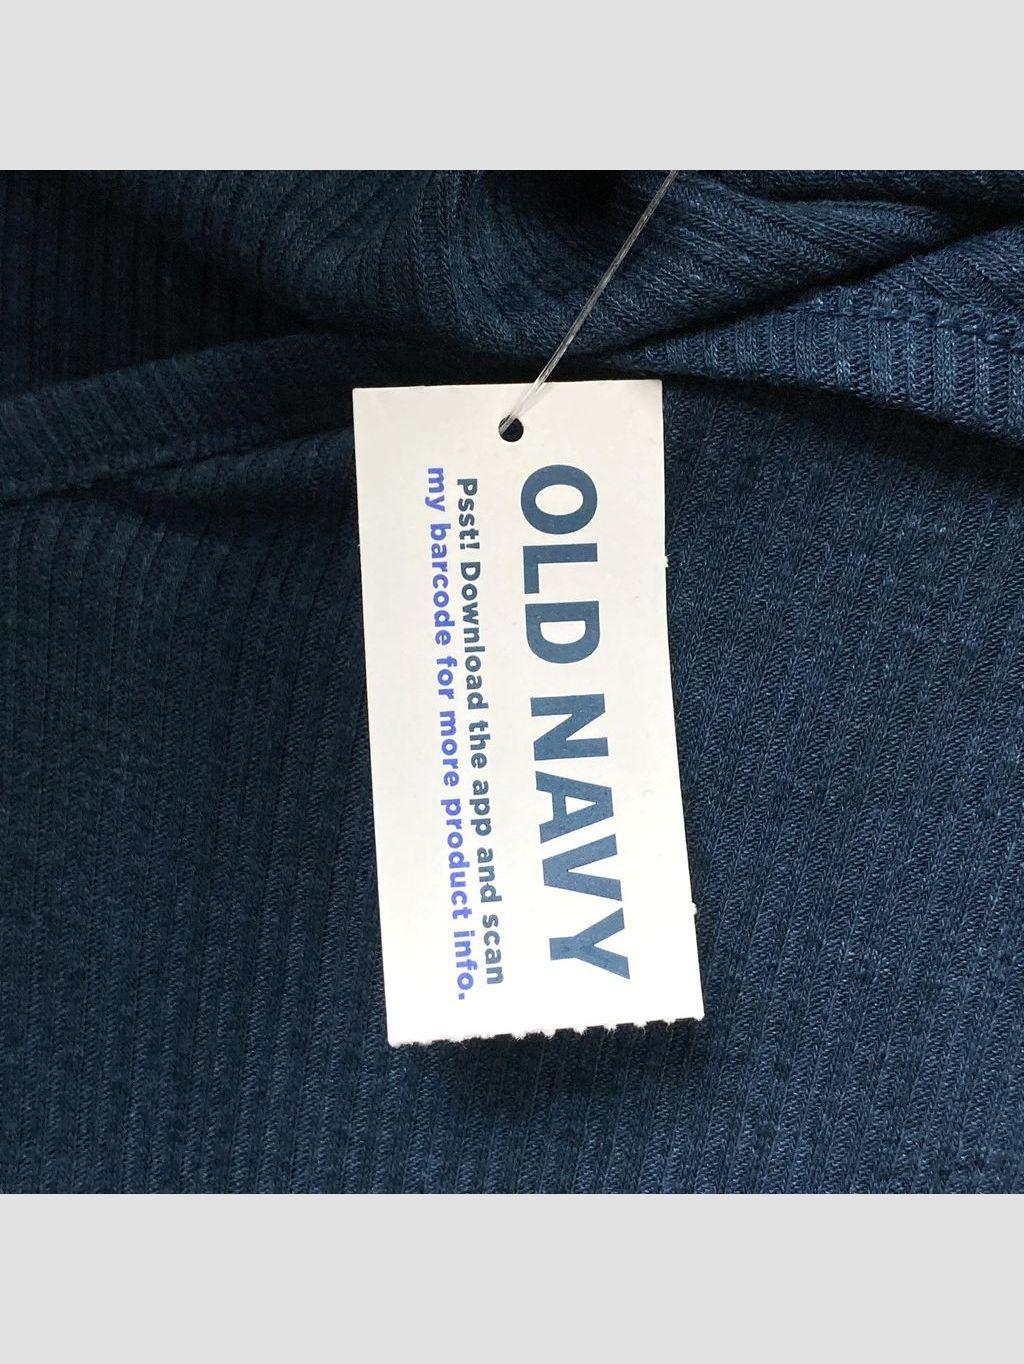 OLD NAVY
Psst! Download the app and scan
my barcode for more product info.